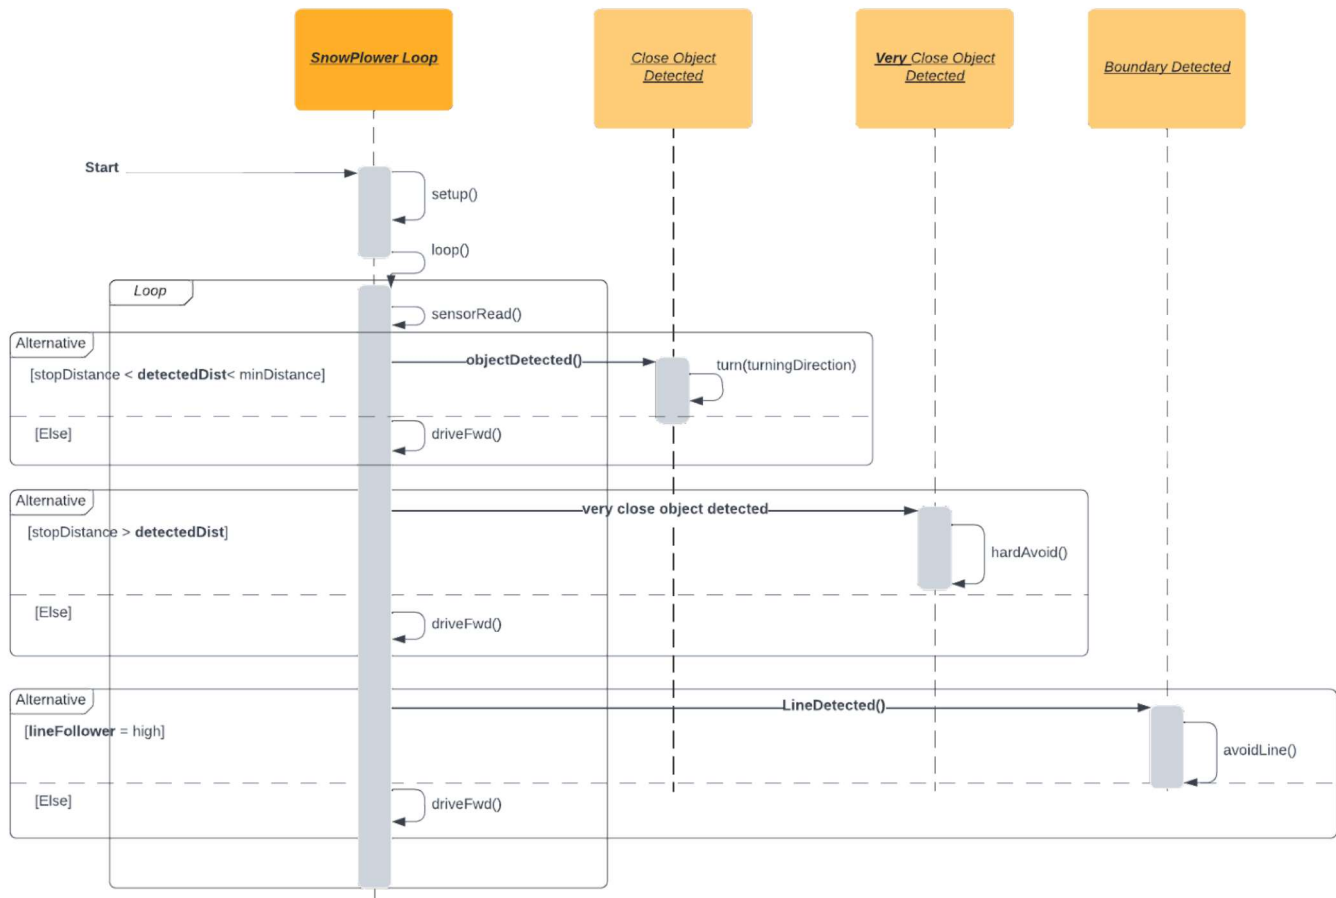 SnowPlower Loop
Close Object
Detected
Very Close Object
Detected
Boundary Detected
Start
setup()
loop()
Loop
sensorRead()
Alternative
objectDetected()
[stopDistance < detectedDist< minDistance]
turn(turningDirection)
[Else]
driveFwd()
Alternative
very close object detected
[stopDistance > detectedDist]
hardAvoid()
[Else]
driveFwd()
Alternative
LineDetected()
[lineFollower = high]
avoidLine()
[Else]
driveFwd()